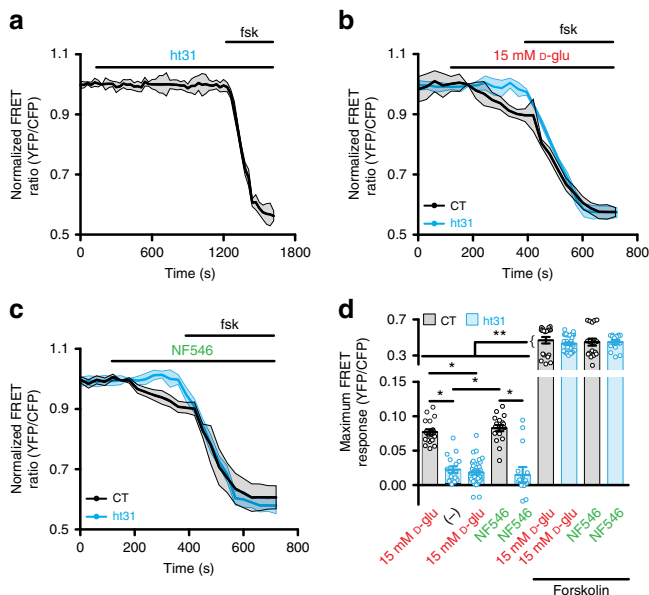 a
fsk
ht31
1.1
0.9
0.7
0.5
Normalized FRET
ratio (YFP/CFP)
0
600
1200
1800
Time (s)
b
fsk
15 mM D-glu
1.1
0.9
0.7
0.5
Normalized FRET
ratio (YFP/CFP)
CT
ht31
0
200
400
600
800
Time (s)
c
fsk
NF546
1.1
0.9
0.7
0.5
Normalized FRET
ratio (YFP/CFP)
CT
ht31
0
200
400
600
800
Time (s)
d
CT
ht31
0.7
0.3
0.15
0.10
0.05
0.00
Maximum FRET
response (YFP/CFP)
**
{
*
*
*
*
15 mM D-glu
(–)
15 mM D-glu
NF546
NF546
15 mM D-glu
15 mM D-glu
NF546
NF546
Forskolin